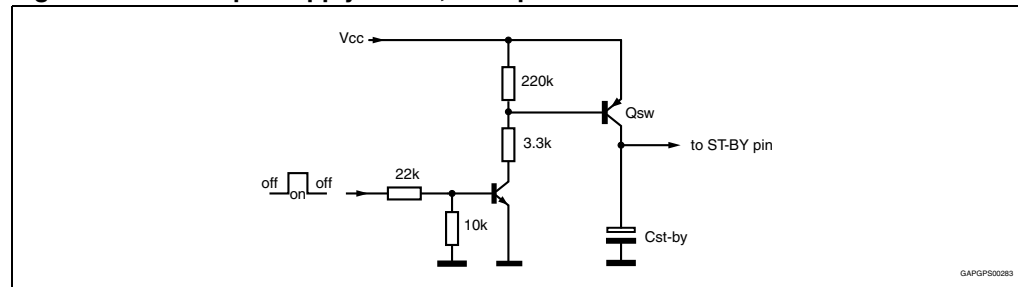 Vcc
220k
Qsw
3.3k
to ST-BY pin
off on off
22k
10k
Cst-by
GAPGPS00283